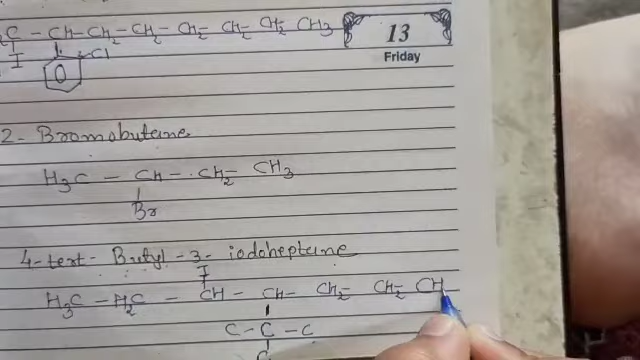 C - CH - CH2 - CH2 - CH2 - CH2 - CH2 CH3
I
Cl
13
Friday
2 - Bromobutane
H3C - CH - CH2 CH3
Br
4-tert-Butyl-3-iodoheptane
I
H3C - H2C - CH - CH - CH2 - CH2 CH
C - C - C
C